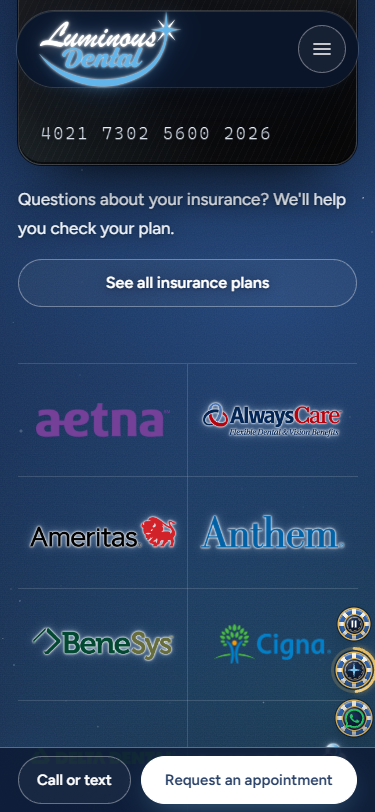 Luminous
Dental
4021 7302 5600 2026
Questions about your insurance? We'll help
you check your plan.
See all insurance plans
aetna™
AlwaysCare
Flexible Dental & Vision Benefits
Ameritas
Anthem
BeneSys
Cigna
Call or text
Request an appointment